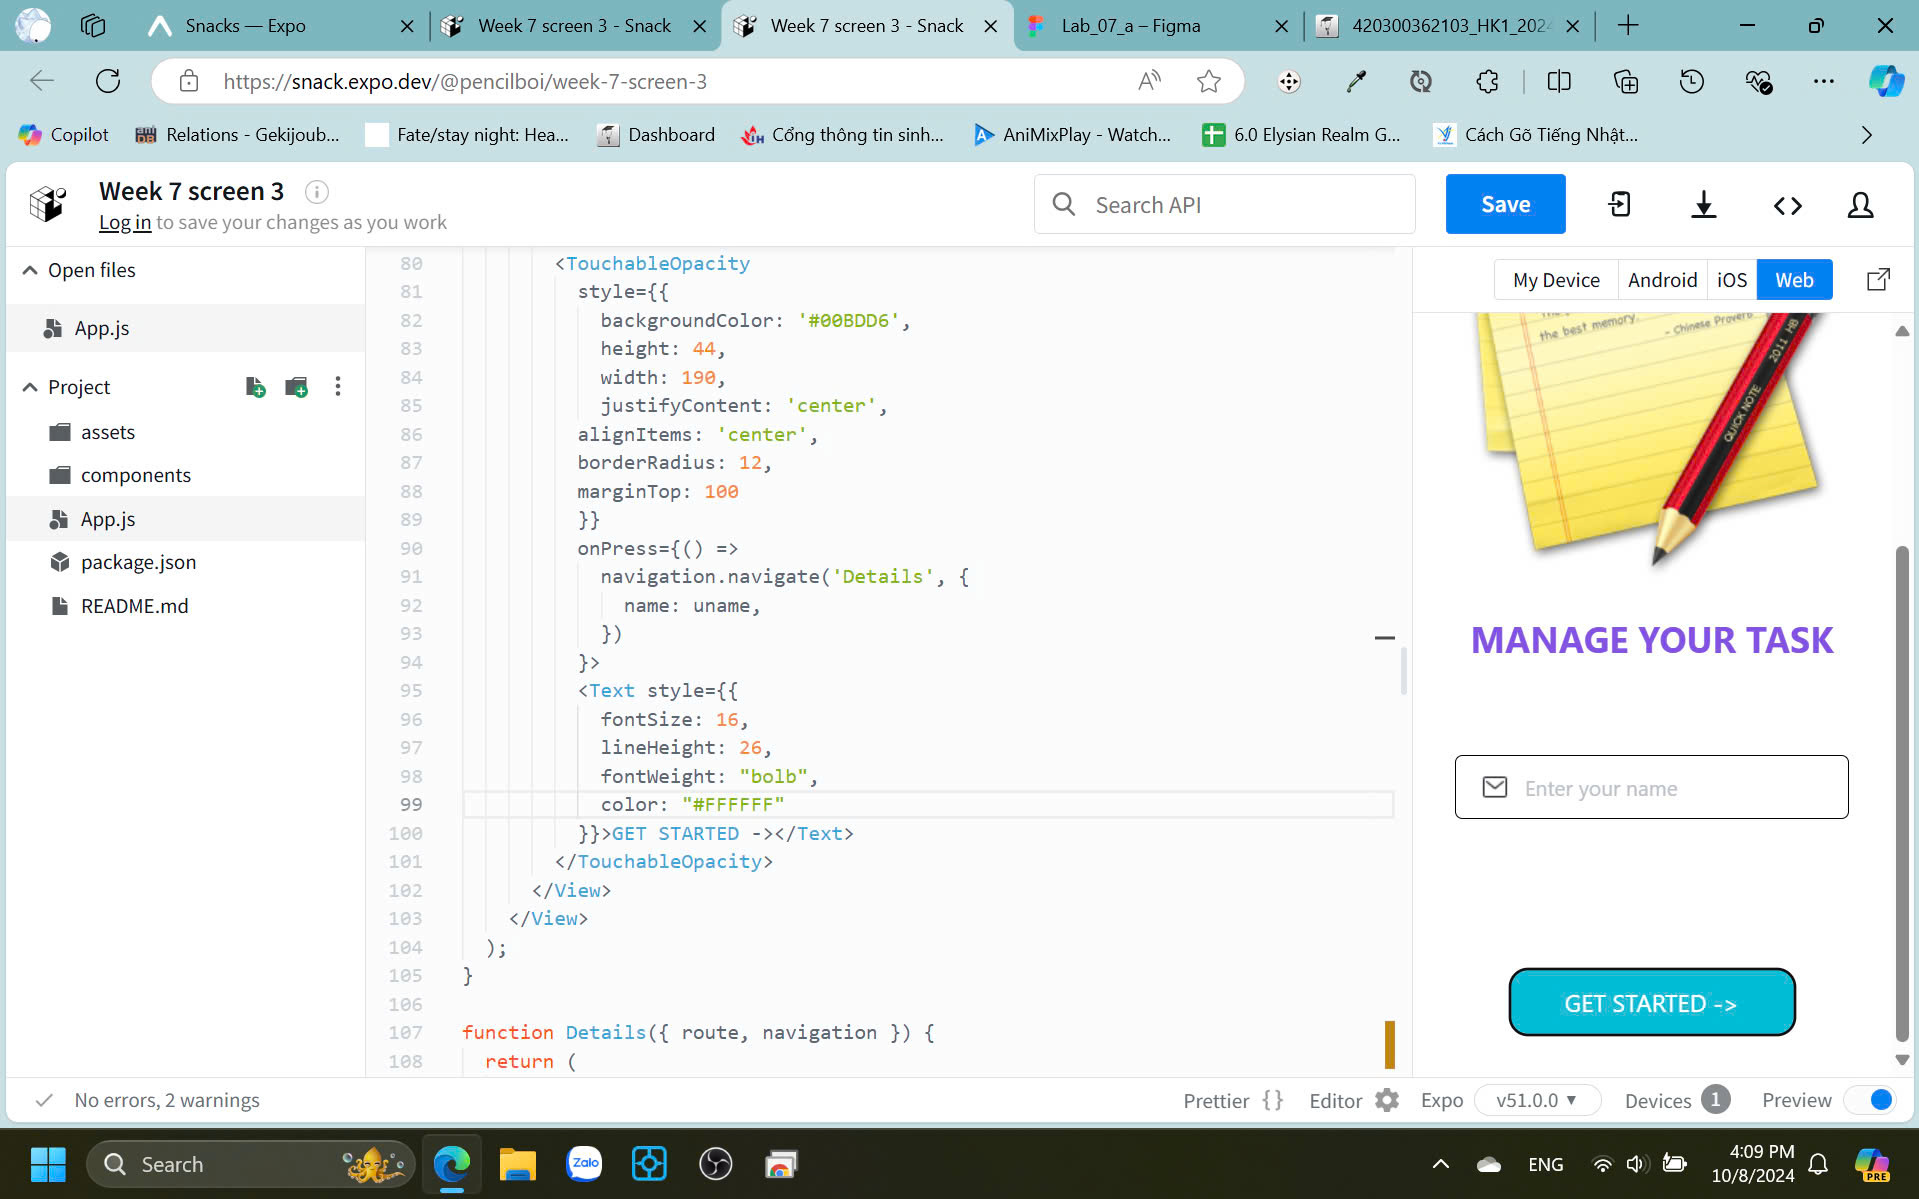 Snacks — Expo
Week 7 screen 3 - Snack
Week 7 screen 3 - Snack
Lab_07_a – Figma
420300362103_HK1_202
https://snack.expo.dev/@pencilboi/week-7-screen-3
Copilot
Relations - Gekijoub...
Fate/stay night: Hea...
Dashboard
Cổng thông tin sinh...
AniMixPlay - Watch...
6.0 Elysian Realm G...
Cách Gõ Tiếng Nhật...
Week 7 screen 3
Log in to save your changes as you work
Search API
Save
Open files
App.js
Project
assets
components
App.js
package.json
README.md
80 <TouchableOpacity
81 style={{
82 backgroundColor: '#00BDD6',
83 height: 44,
84 width: 190,
85 justifyContent: 'center',
86 alignItems: 'center',
87 borderRadius: 12,
88 marginTop: 100
89 }}
90 onPress={() =>
91 navigation.navigate('Details', {
92 name: uname,
93 })
94 }>
95 <Text style={{
96 fontSize: 16,
97 lineHeight: 26,
98 fontWeight: "bolb",
99 color: "#FFFFFF"
100 }}>GET STARTED -></Text>
101 </TouchableOpacity>
102 </View>
103 </View>
104 );
105 }
106
107 function Details({ route, navigation }) {
108 return (
My Device
Android
iOS
Web
the best memory.
- Chinese Proverb
2011 HB
QUICK NOTE
MANAGE YOUR TASK
Enter your name
GET STARTED ->
No errors, 2 warnings
Prettier {}
Editor
Expo
v51.0.0
Devices 1
Preview
Search
Zalo
ENG
4:09 PM
10/8/2024
PRE